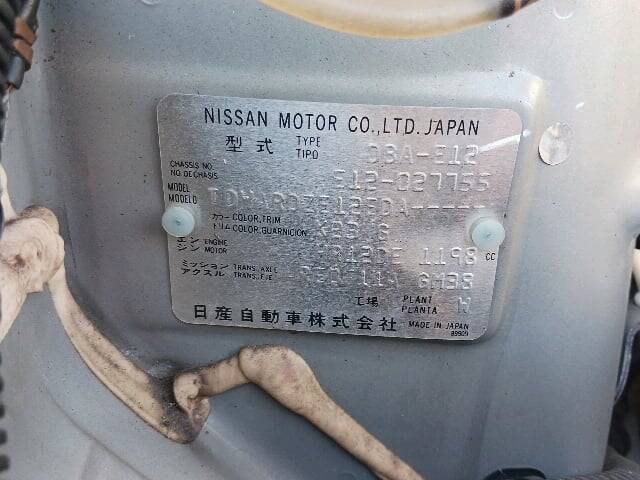 NISSAN MOTOR CO.,LTD. JAPAN
型式 TYPE TIPO DBA-E12
CHASSIS NO. NO DE CHASIS E12-027755
MODEL MODELO
カラー トリム COLOR, TRIM COLOR, GUARNICION G
エンジン ENGINE MOTOR HR12DE 1198 CC
ミッション アクスル TRANS. AXLE TRANS. EJE GH38
工場 PLANT PLANTA W
日産自動車株式会社 MADE IN JAPAN
89909